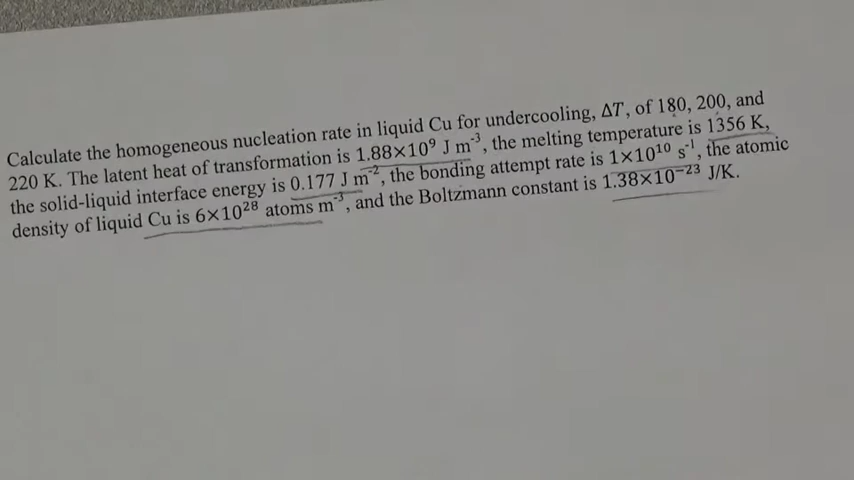 Calculate the homogeneous nucleation rate in liquid Cu for undercooling, ΔT, of 180, 200, and
220 K. The latent heat of transformation is 1.88×10⁹ J m⁻³, the melting temperature is 1356 K,
the solid-liquid interface energy is 0.177 J m⁻², the bonding attempt rate is 1×10¹⁰ s⁻¹, the atomic
density of liquid Cu is 6×10²⁸ atoms m⁻³, and the Boltzmann constant is 1.38×10⁻²³ J/K.